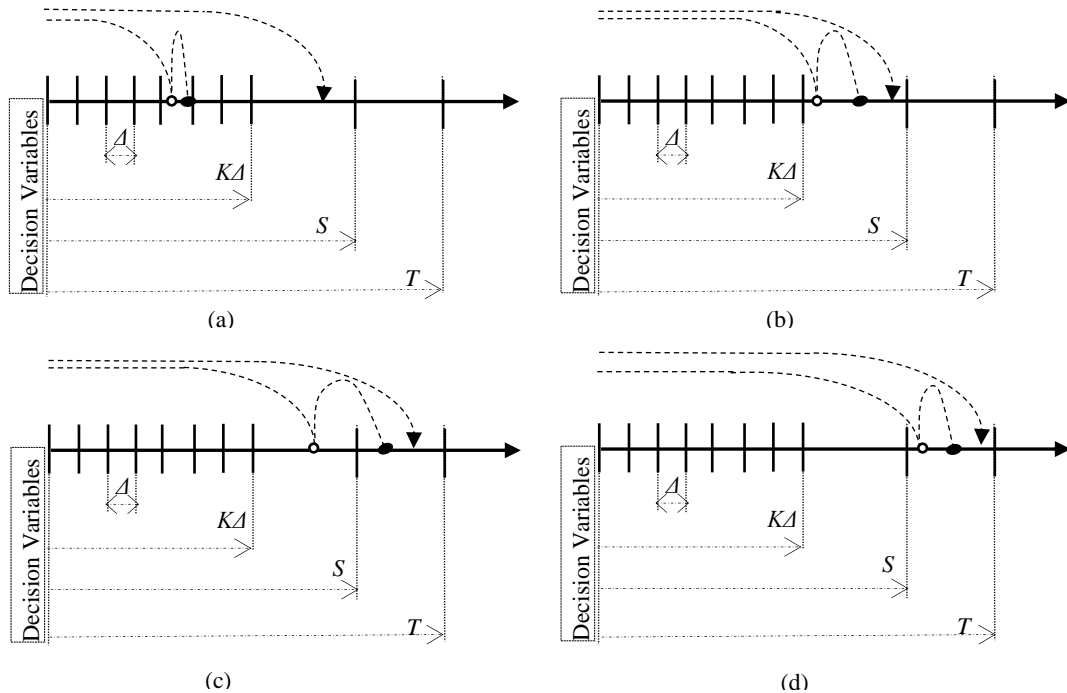 Decision Variables
Δ
KΔ
S
T
(a)
Decision Variables
Δ
KΔ
S
T
(b)
Decision Variables
Δ
KΔ
S
T
(c)
Decision Variables
Δ
KΔ
S
T
(d)